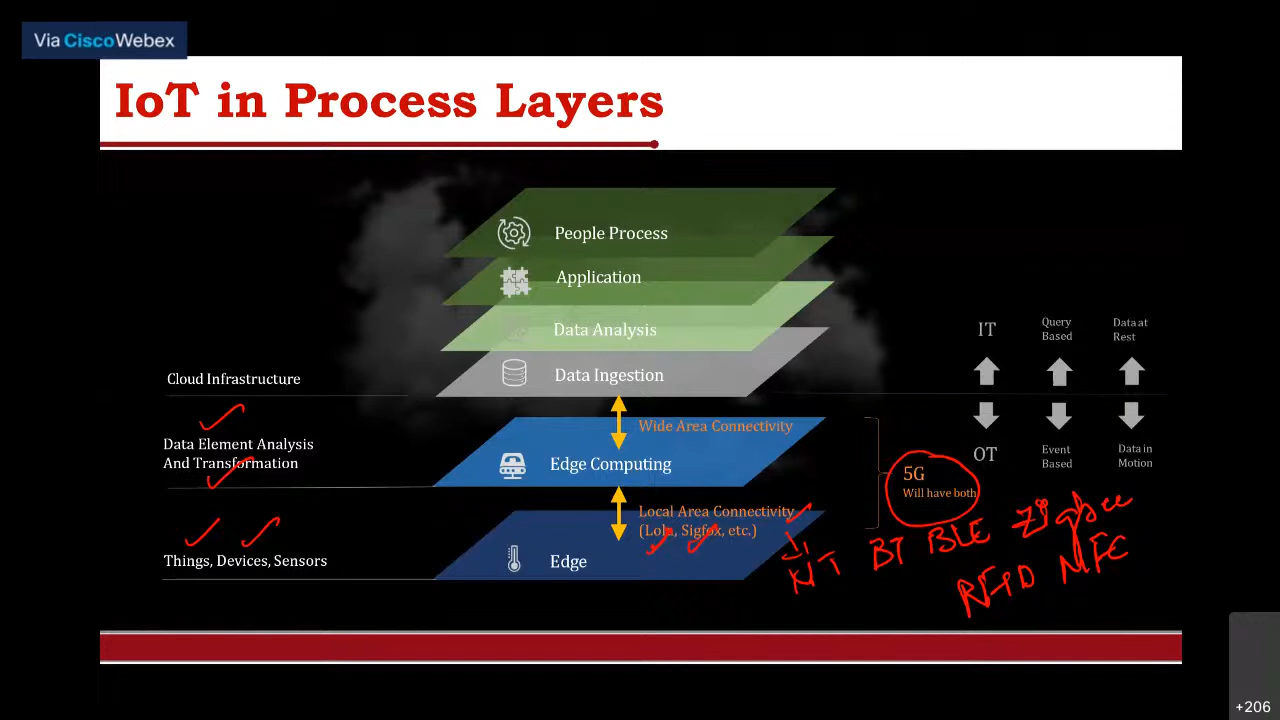 Via CiscoWebex
IoT in Process Layers
People Process
Application
Data Analysis
Data Ingestion
Cloud Infrastructure
Wide Area Connectivity
Data Element Analysis
And Transformation
Edge Computing
Local Area Connectivity
(Lola, Sigfox, etc.)
Things, Devices, Sensors
Edge
5G
Will have both
IT
Query
Based
Data at
Rest
OT
Event
Based
Data in
Motion
BT BLE Zigbee
RFID NFC
+206